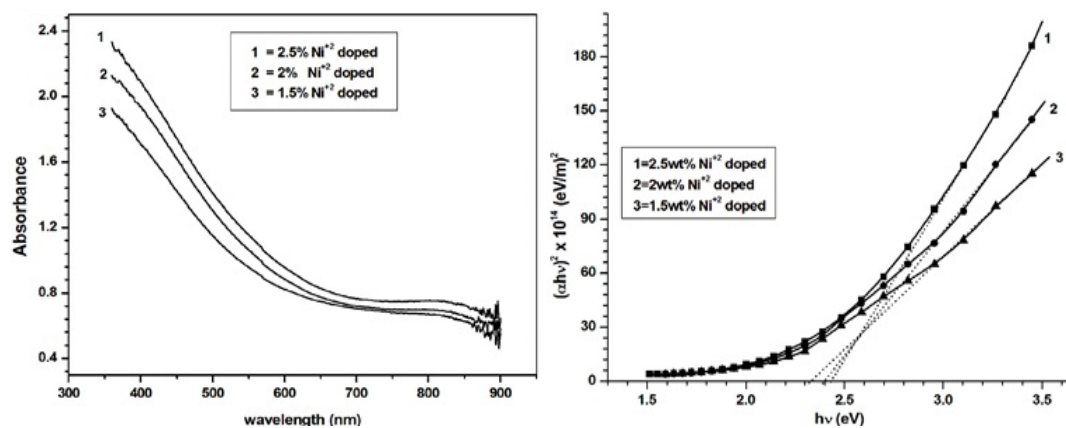 2.4
2.0
1.6
1.2
0.8
0.4
Absorbance
1
2
3
1 = 2.5% Ni⁺² doped
2 = 2% Ni⁺² doped
3 = 1.5% Ni⁺² doped
300 400 500 600 700 800 900 1000
wavelength (nm)
180
150
120
90
60
30
0
(αhν)² x 10¹⁴ (eV/m)²
1
2
3
1=2.5wt% Ni⁺² doped
2=2wt% Ni⁺² doped
3=1.5wt% Ni⁺² doped
1.5 2.0 2.5 3.0 3.5
hν (eV)